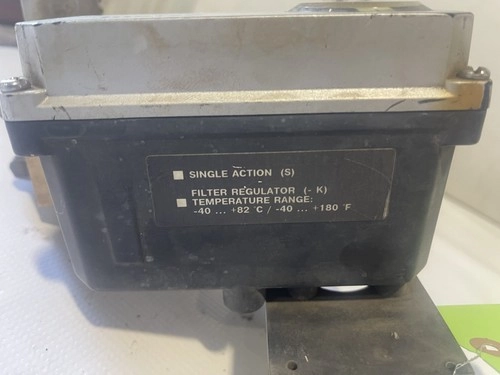 SINGLE ACTION (S)
FILTER REGULATOR (- K)
TEMPERATURE RANGE:
-40 ... +82 °C / -40 ... +180 °F